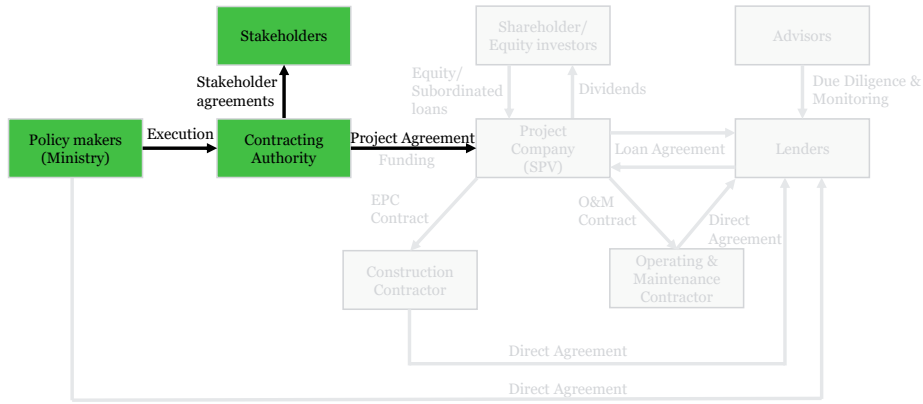 Stakeholders
Shareholder/
Equity investors
Advisors
Stakeholder
agreements
Equity/
Subordinated
loans
Dividends
Due Diligence &
Monitoring
Policy makers
(Ministry)
Execution
Contracting
Authority
Project Agreement
Funding
Project
Company
(SPV)
Loan Agreement
Lenders
EPC
Contract
O&M
Contract
Direct
Agreement
Construction
Contractor
Operating &
Maintenance
Contractor
Direct Agreement
Direct Agreement